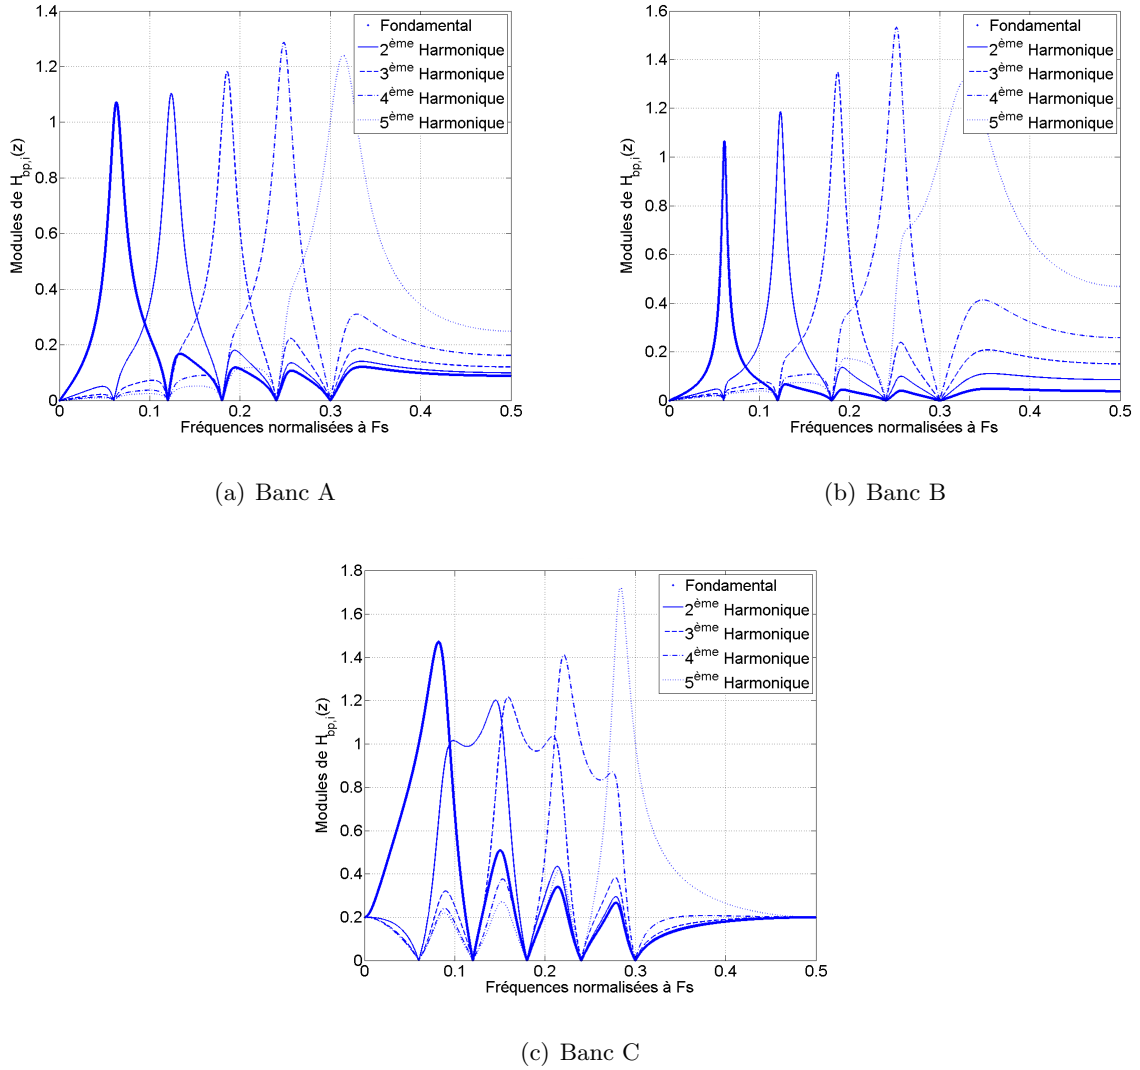 1.4
1.2
1
0.8
0.6
0.4
0.2
0
0 0.1 0.2 0.3 0.4 0.5
Modules de H_bp,i(z)
Fréquences normalisées à Fs
Fondamental
2ème Harmonique
3ème Harmonique
4ème Harmonique
5ème Harmonique
(a) Banc A
1.6
1.4
1.2
1
0.8
0.6
0.4
0.2
0
0 0.1 0.2 0.3 0.4 0.5
Modules de H_bp,i(z)
Fréquences normalisées à Fs
Fondamental
2ème Harmonique
3ème Harmonique
4ème Harmonique
5ème Harmonique
(b) Banc B
1.8
1.6
1.4
1.2
1
0.8
0.6
0.4
0.2
0
0 0.1 0.2 0.3 0.4 0.5
Modules de H_bp,i(z)
Fréquences normalisées à Fs
Fondamental
2ème Harmonique
3ème Harmonique
4ème Harmonique
5ème Harmonique
(c) Banc C